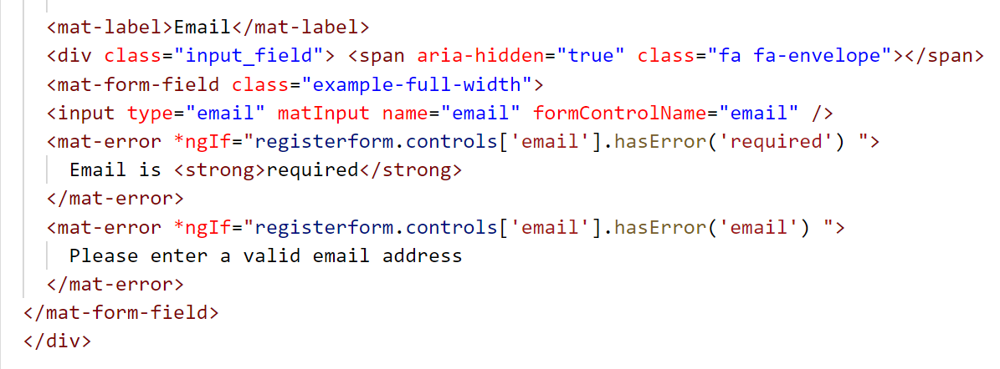 <mat-label>Email</mat-label>
<div class="input_field"> <span aria-hidden="true" class="fa fa-envelope"></span>
<mat-form-field class="example-full-width">
<input type="email" matInput name="email" formControlName="email" />
<mat-error *ngIf="registerform.controls['email'].hasError('required') ">
Email is <strong>required</strong>
</mat-error>
<mat-error *ngIf="registerform.controls['email'].hasError('email') ">
Please enter a valid email address
</mat-error>
</mat-form-field>
</div>